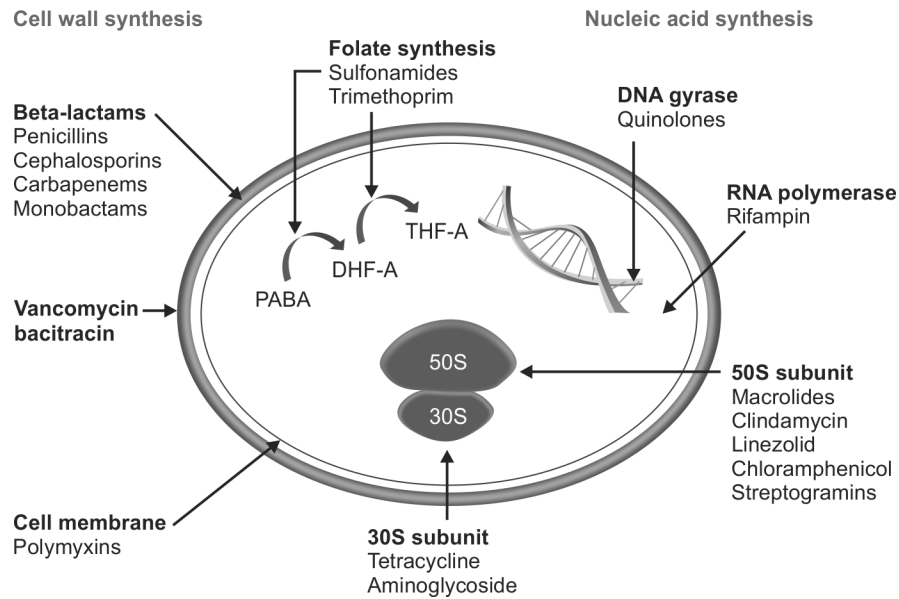 Cell wall synthesis
Nucleic acid synthesis
Folate synthesis
Sulfonamides
Trimethoprim
DNA gyrase
Quinolones
Beta-lactams
Penicillins
Cephalosporins
Carbapenems
Monobactams
RNA polymerase
Rifampin
THF-A
DHF-A
PABA
Vancomycin
bacitracin
50S
30S
50S subunit
Macrolides
Clindamycin
Linezolid
Chloramphenicol
Streptogramins
Cell membrane
Polymyxins
30S subunit
Tetracycline
Aminoglycoside